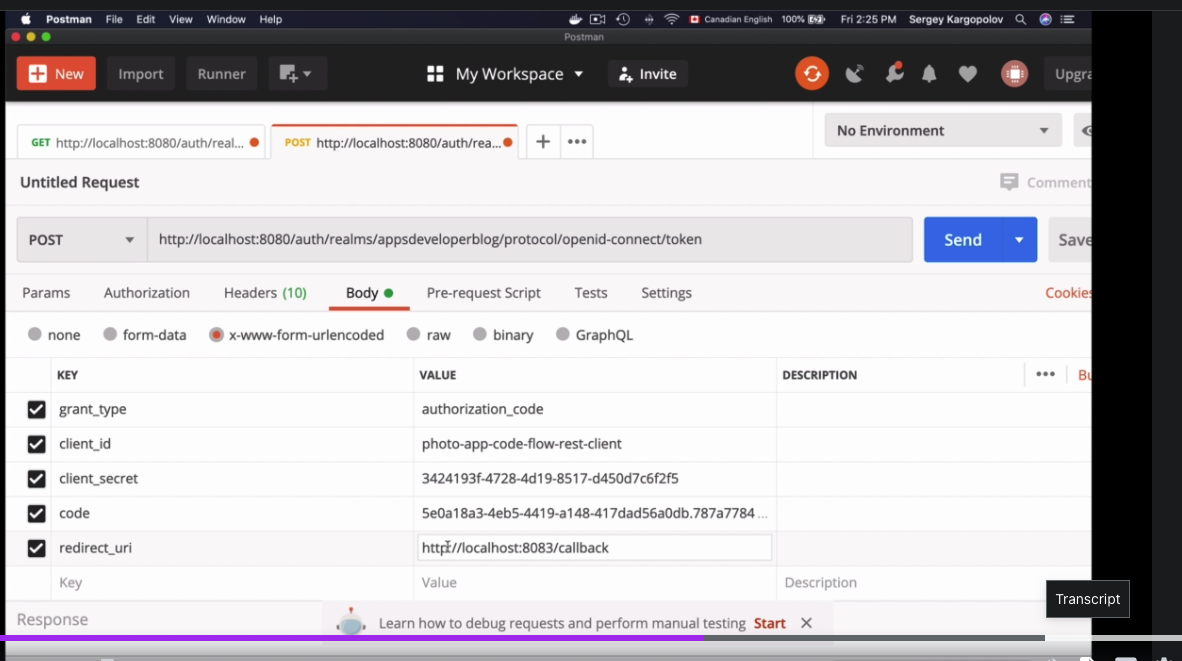 Postman File Edit View Window Help Canadian English 100% Fri 2:25 PM Sergey Kargopolov
Postman
New Import Runner My Workspace Invite
No Environment
GET http://localhost:8080/auth/real... POST http://localhost:8080/auth/rea...
Untitled Request Comment
POST http://localhost:8080/auth/realms/appsdeveloperblog/protocol/openid-connect/token Send Save
Params Authorization Headers (10) Body Pre-request Script Tests Settings Cookies
none form-data x-www-form-urlencoded raw binary GraphQL
KEY VALUE DESCRIPTION
grant_type authorization_code
client_id photo-app-code-flow-rest-client
client_secret 3424193f-4728-4d19-8517-d450d7c6f2f5
code 5e0a18a3-4eb5-4419-a148-417dad56a0db.787a7784 ...
redirect_uri http://localhost:8083/callback
Key Value Description
Transcript
Response Learn how to debug requests and perform manual testing Start